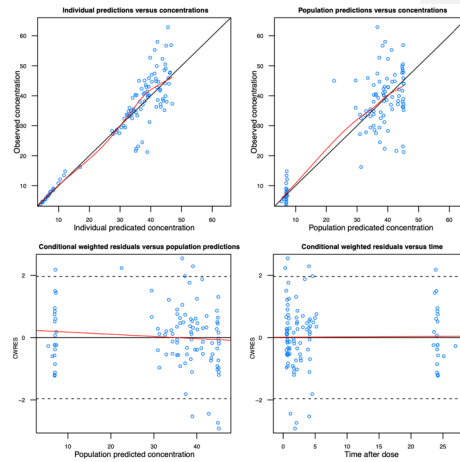 Individual predictions versus concentrations
Observed concentration
60
50
40
30
20
10
10 20 30 40 50 60
Individual predicated concentration
Population predictions versus concentrations
Observed concentration
60
50
40
30
20
10
10 20 30 40 50 60
Population predicated concentration
Conditional weighted residuals versus population predictions
CWRES
2
0
-2
10 20 30 40
Population predicated concentration
Conditional weighted residuals versus time
CWRES
2
0
-2
0 5 10 15 20 25
Time after dose